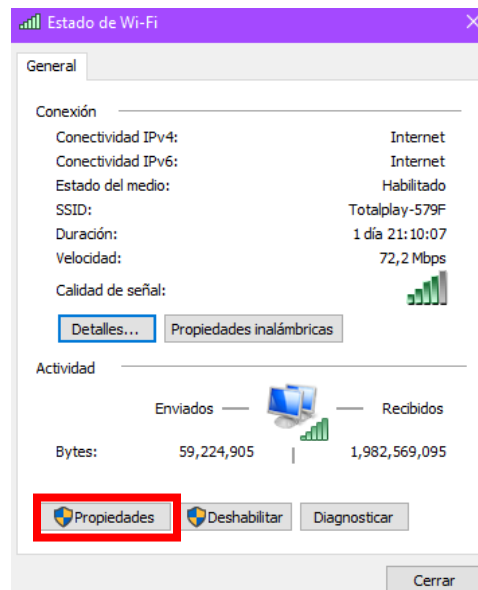 Estado de Wi-Fi
General
Conexión
Conectividad IPv4: Internet
Conectividad IPv6: Internet
Estado del medio: Habilitado
SSID: Totalplay-579F
Duración: 1 día 21:10:07
Velocidad: 72,2 Mbps
Calidad de señal:
Detalles... Propiedades inalámbricas
Actividad
Enviados Recibidos
Bytes: 59,224,905 1,982,569,095
Propiedades Deshabilitar Diagnosticar
Cerrar